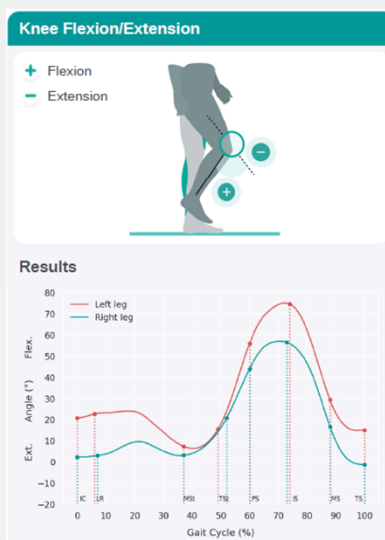 Knee Flexion/Extension
+ Flexion
− Extension
−
+
Results
Left leg
Right leg
Ext. Angle (°) Flex.
80
70
60
50
40
30
20
10
0
−10
−20
IC LR MSt TSt PS IS MS TS
0 10 20 30 40 50 60 70 80 90 100
Gait Cycle (%)